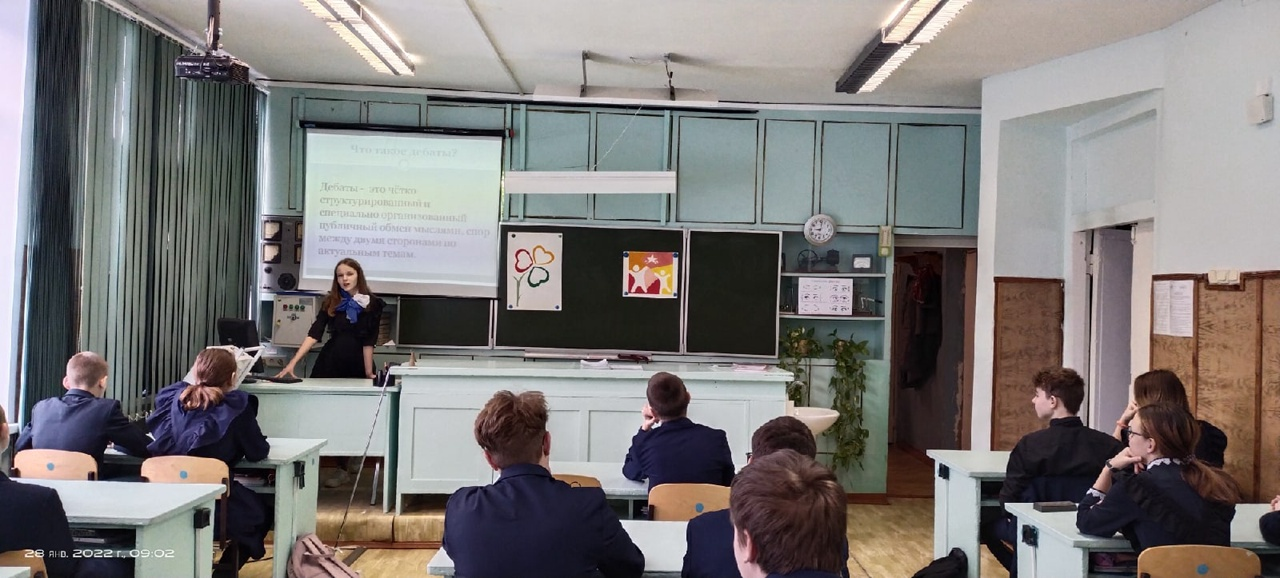 Что такое дебаты?
Дебаты - это чётко
структурированный и
специально организованный
публичный обмен мыслями, спор
между двумя сторонами по
актуальным темам.
28 янв. 2022 г., 09:02